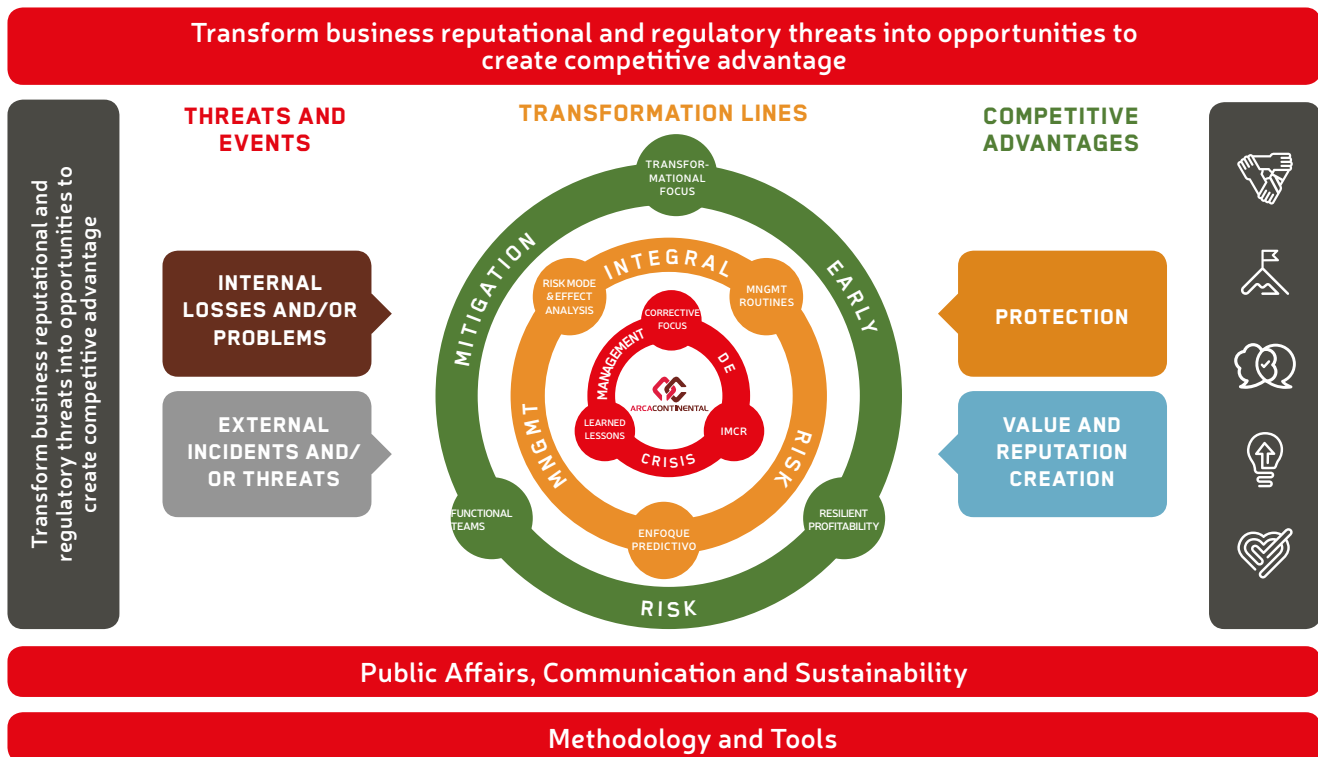 Transform business reputational and regulatory threats into opportunities to
create competitive advantage
Transform business reputational and
regulatory threats into opportunities to
create competitive advantage
THREATS AND
EVENTS
INTERNAL
LOSSES AND/OR
PROBLEMS
EXTERNAL
INCIDENTS AND/
OR THREATS
TRANSFORMATION LINES
TRANSFOR-
MATIONAL
FOCUS
MITIGATION
EARLY
RISK
FUNCTIONAL
TEAMS
RESILIENT
PROFITABILITY
INTEGRAL
RISK
MNGMT
RISK MODE
& EFFECT
ANALYSIS
MNGMT
ROUTINES
ENFOQUE
PREDICTIVO
CORRECTIVE
FOCUS
MANAGEMENT
DE
CRISIS
LEARNED
LESSONS
IMCR
ARCACONTINENTAL
COMPETITIVE
ADVANTAGES
PROTECTION
VALUE AND
REPUTATION
CREATION
Public Affairs, Communication and Sustainability
Methodology and Tools